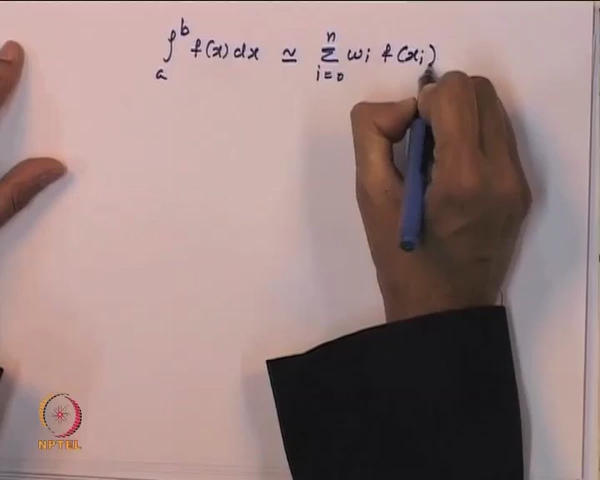 ∫_a^b f(x) dx ≃ Σ_{i=0}^n w_i f(x_i)
NPTEL